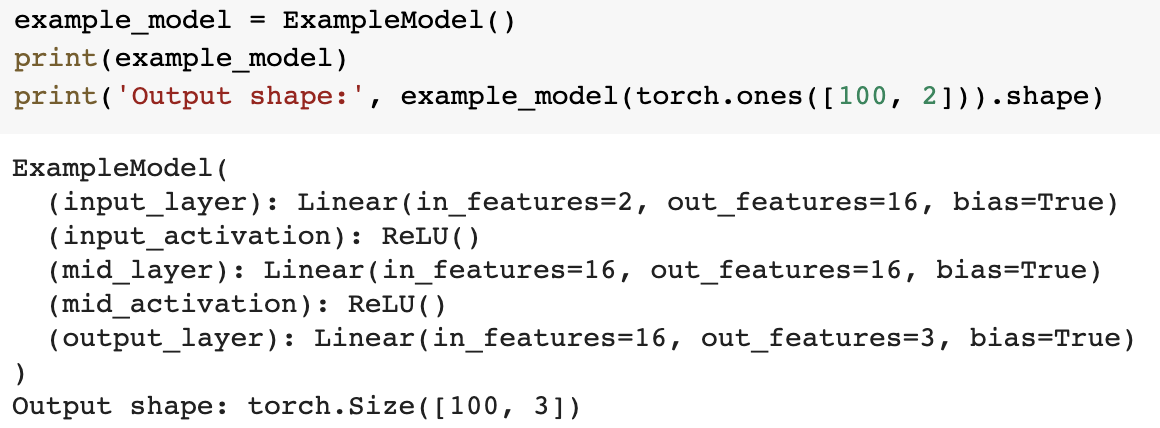 example_model = ExampleModel()
print(example_model)
print('Output shape:', example_model(torch.ones([100, 2])).shape)
ExampleModel(
  (input_layer): Linear(in_features=2, out_features=16, bias=True)
  (input_activation): ReLU()
  (mid_layer): Linear(in_features=16, out_features=16, bias=True)
  (mid_activation): ReLU()
  (output_layer): Linear(in_features=16, out_features=3, bias=True)
)
Output shape: torch.Size([100, 3])